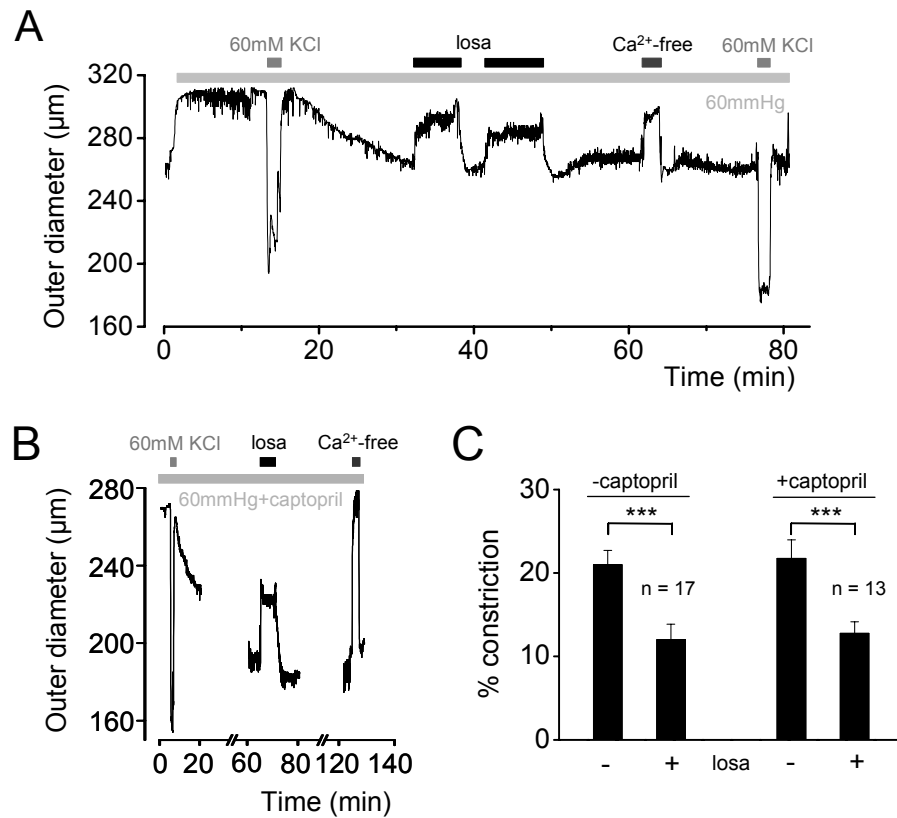 A
60mM KCl losa Ca²⁺-free 60mM KCl
60mmHg
Outer diameter (µm)
320
280
240
200
160
0 20 40 60 80
Time (min)
B
60mM KCl losa Ca²⁺-free
60mmHg+captopril
Outer diameter (µm)
280
240
200
160
0 20 60 80 120 140
Time (min)
C
-captopril +captopril
*** ***
n = 17 n = 13
% constriction
30
20
10
0
- + losa - +